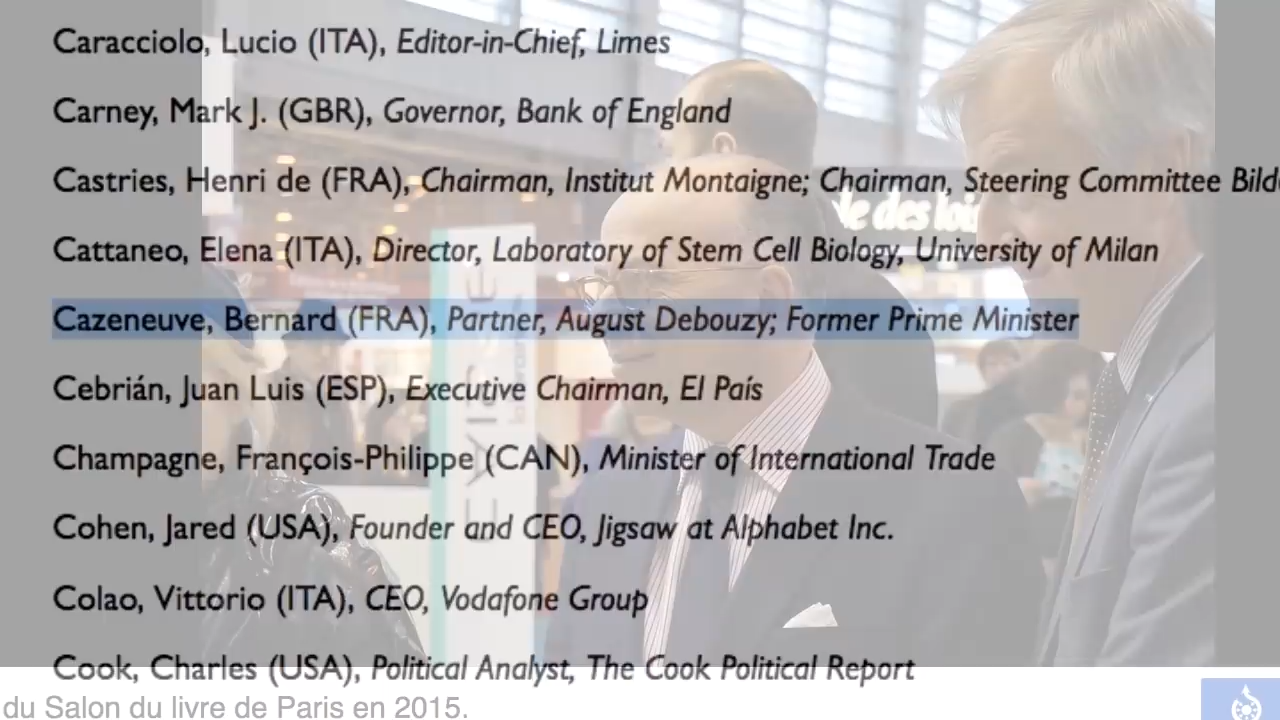 Caracciolo, Lucio (ITA), Editor-in-Chief, Limes
Carney, Mark J. (GBR), Governor, Bank of England
Castries, Henri de (FRA), Chairman, Institut Montaigne; Chairman, Steering Committee Bild
Cattaneo, Elena (ITA), Director, Laboratory of Stem Cell Biology, University of Milan
Cazeneuve, Bernard (FRA), Partner, August Debouzy; Former Prime Minister
Cebrián, Juan Luis (ESP), Executive Chairman, El País
Champagne, François-Philippe (CAN), Minister of International Trade
Cohen, Jared (USA), Founder and CEO, Jigsaw at Alphabet Inc.
Colao, Vittorio (ITA), CEO, Vodafone Group
Cook, Charles (USA), Political Analyst, The Cook Political Report
du Salon du livre de Paris en 2015.